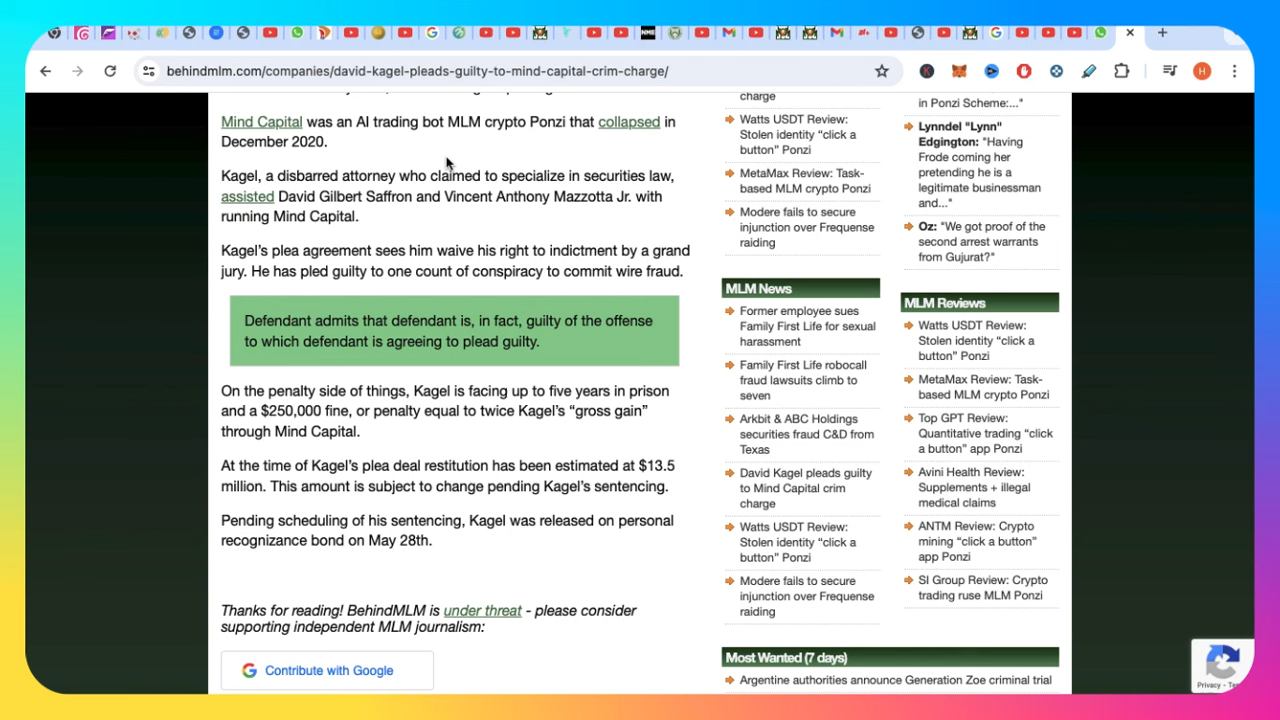 behindmlm.com/companies/david-kagel-pleads-guilty-to-mind-capital-crim-charge/
NME
H
Mind Capital was an AI trading bot MLM crypto Ponzi that collapsed in
December 2020.
Kagel, a disbarred attorney who claimed to specialize in securities law,
assisted David Gilbert Saffron and Vincent Anthony Mazzotta Jr. with
running Mind Capital.
Kagel’s plea agreement sees him waive his right to indictment by a grand
jury. He has pled guilty to one count of conspiracy to commit wire fraud.
Defendant admits that defendant is, in fact, guilty of the offense
to which defendant is agreeing to plead guilty.
On the penalty side of things, Kagel is facing up to five years in prison
and a $250,000 fine, or penalty equal to twice Kagel’s “gross gain”
through Mind Capital.
At the time of Kagel’s plea deal restitution has been estimated at $13.5
million. This amount is subject to change pending Kagel’s sentencing.
Pending scheduling of his sentencing, Kagel was released on personal
recognizance bond on May 28th.
Thanks for reading! BehindMLM is under threat - please consider
supporting independent MLM journalism:
Contribute with Google
charge
Watts USDT Review:
Stolen identity “click a
button” Ponzi
MetaMax Review: Task-
based MLM crypto Ponzi
Modere fails to secure
injunction over Frequense
raiding
MLM News
Former employee sues
Family First Life for sexual
harassment
Family First Life robocall
fraud lawsuits climb to
seven
Arkbit & ABC Holdings
securities fraud C&D from
Texas
David Kagel pleads guilty
to Mind Capital crim
charge
Watts USDT Review:
Stolen identity “click a
button” Ponzi
Modere fails to secure
injunction over Frequense
raiding
in Ponzi Scheme:..."
Lynndel "Lynn"
Edgington: "Having
Frode coming her
pretending he is a
legitimate businessman
and..."
Oz: "We got proof of the
second arrest warrants
from Gujurat?"
MLM Reviews
Watts USDT Review:
Stolen identity “click a
button” Ponzi
MetaMax Review: Task-
based MLM crypto Ponzi
Top GPT Review:
Quantitative trading “click
a button” app Ponzi
Avini Health Review:
Supplements + illegal
medical claims
ANTM Review: Crypto
mining “click a button”
app Ponzi
SI Group Review: Crypto
trading ruse MLM Ponzi
Most Wanted (7 days)
Argentine authorities announce Generation Zoe criminal trial
Privacy